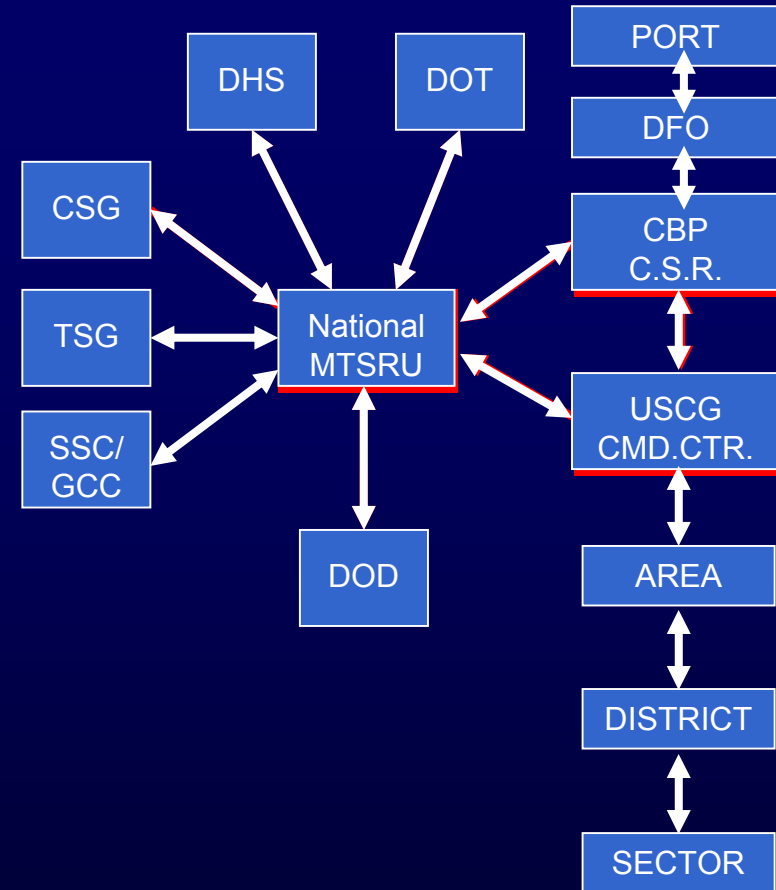 PORT
DHS
DOT
DFO
CSG
CBP
C.S.R.
TSG
National
MTSRU
USCG
CMD.CTR.
SSC/
GCC
DOD
AREA
DISTRICT
SECTOR